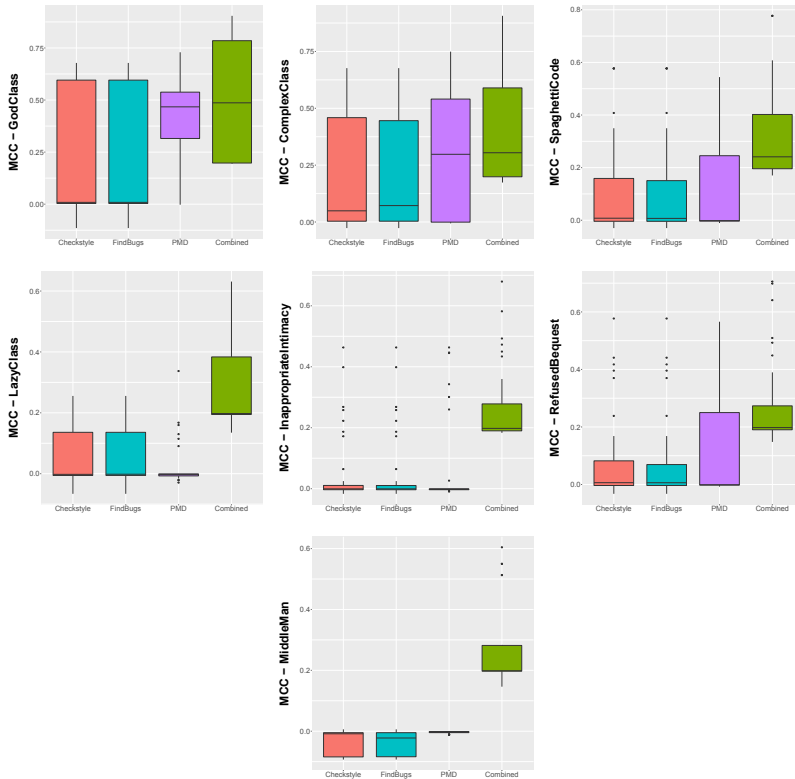 MCC − GodClass
0.75
0.50
0.25
0.00
Checkstyle FindBugs PMD Combined
MCC − ComplexClass
0.75
0.50
0.25
0.00
Checkstyle FindBugs PMD Combined
MCC − SpaghettiCode
0.8
0.6
0.4
0.2
0.0
Checkstyle FindBugs PMD Combined
MCC − LazyClass
0.6
0.4
0.2
0.0
Checkstyle FindBugs PMD Combined
MCC − InappropriateIntimacy
0.6
0.4
0.2
0.0
Checkstyle FindBugs PMD Combined
MCC − RefusedBequest
0.6
0.4
0.2
0.0
Checkstyle FindBugs PMD Combined
MCC − MiddleMan
0.6
0.4
0.2
0.0
Checkstyle FindBugs PMD Combined